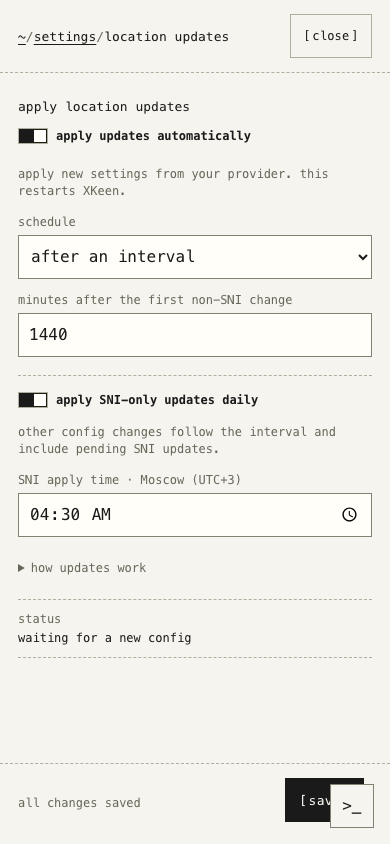 ~/settings/location updates
[close]
apply location updates
apply updates automatically
apply new settings from your provider. this
restarts XKeen.
schedule
after an interval
minutes after the first non-SNI change
1440
apply SNI-only updates daily
other config changes follow the interval and
include pending SNI updates.
SNI apply time · Moscow (UTC+3)
04:30 AM
how updates work
status
waiting for a new config
all changes saved
>_